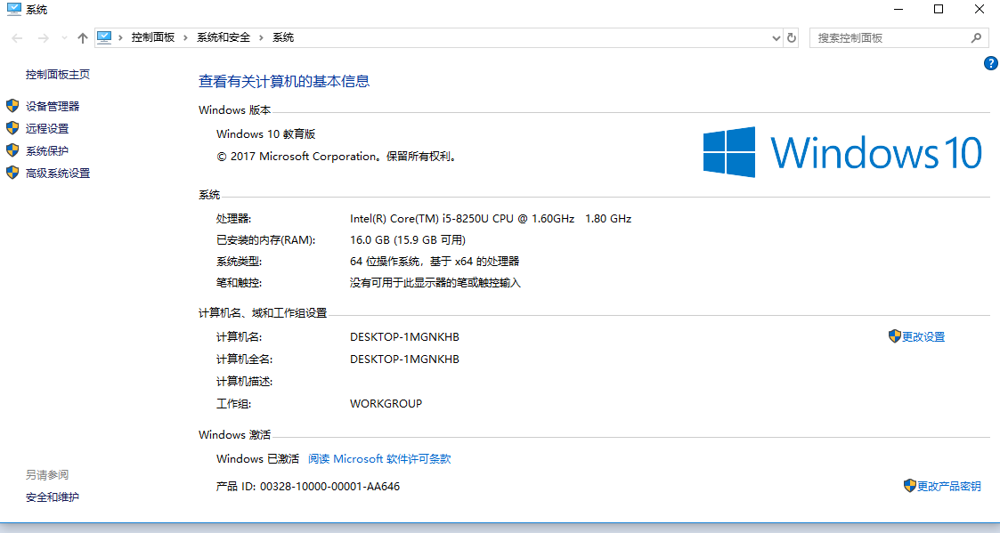 系统
控制面板 › 系统和安全 › 系统
搜索控制面板
?
控制面板主页
设备管理器
远程设置
系统保护
高级系统设置
查看有关计算机的基本信息
Windows 版本
Windows 10 教育版
© 2017 Microsoft Corporation。保留所有权利。
Windows 10
系统
处理器: Intel(R) Core(TM) i5-8250U CPU @ 1.60GHz 1.80 GHz
已安装的内存(RAM): 16.0 GB (15.9 GB 可用)
系统类型: 64 位操作系统，基于 x64 的处理器
笔和触控: 没有可用于此显示器的笔或触控输入
计算机名、域和工作组设置
计算机名: DESKTOP-1MGNKHB 更改设置
计算机全名: DESKTOP-1MGNKHB
计算机描述:
工作组: WORKGROUP
Windows 激活
Windows 已激活 阅读 Microsoft 软件许可条款
产品 ID: 00328-10000-00001-AA646 更改产品密钥
另请参阅
安全和维护